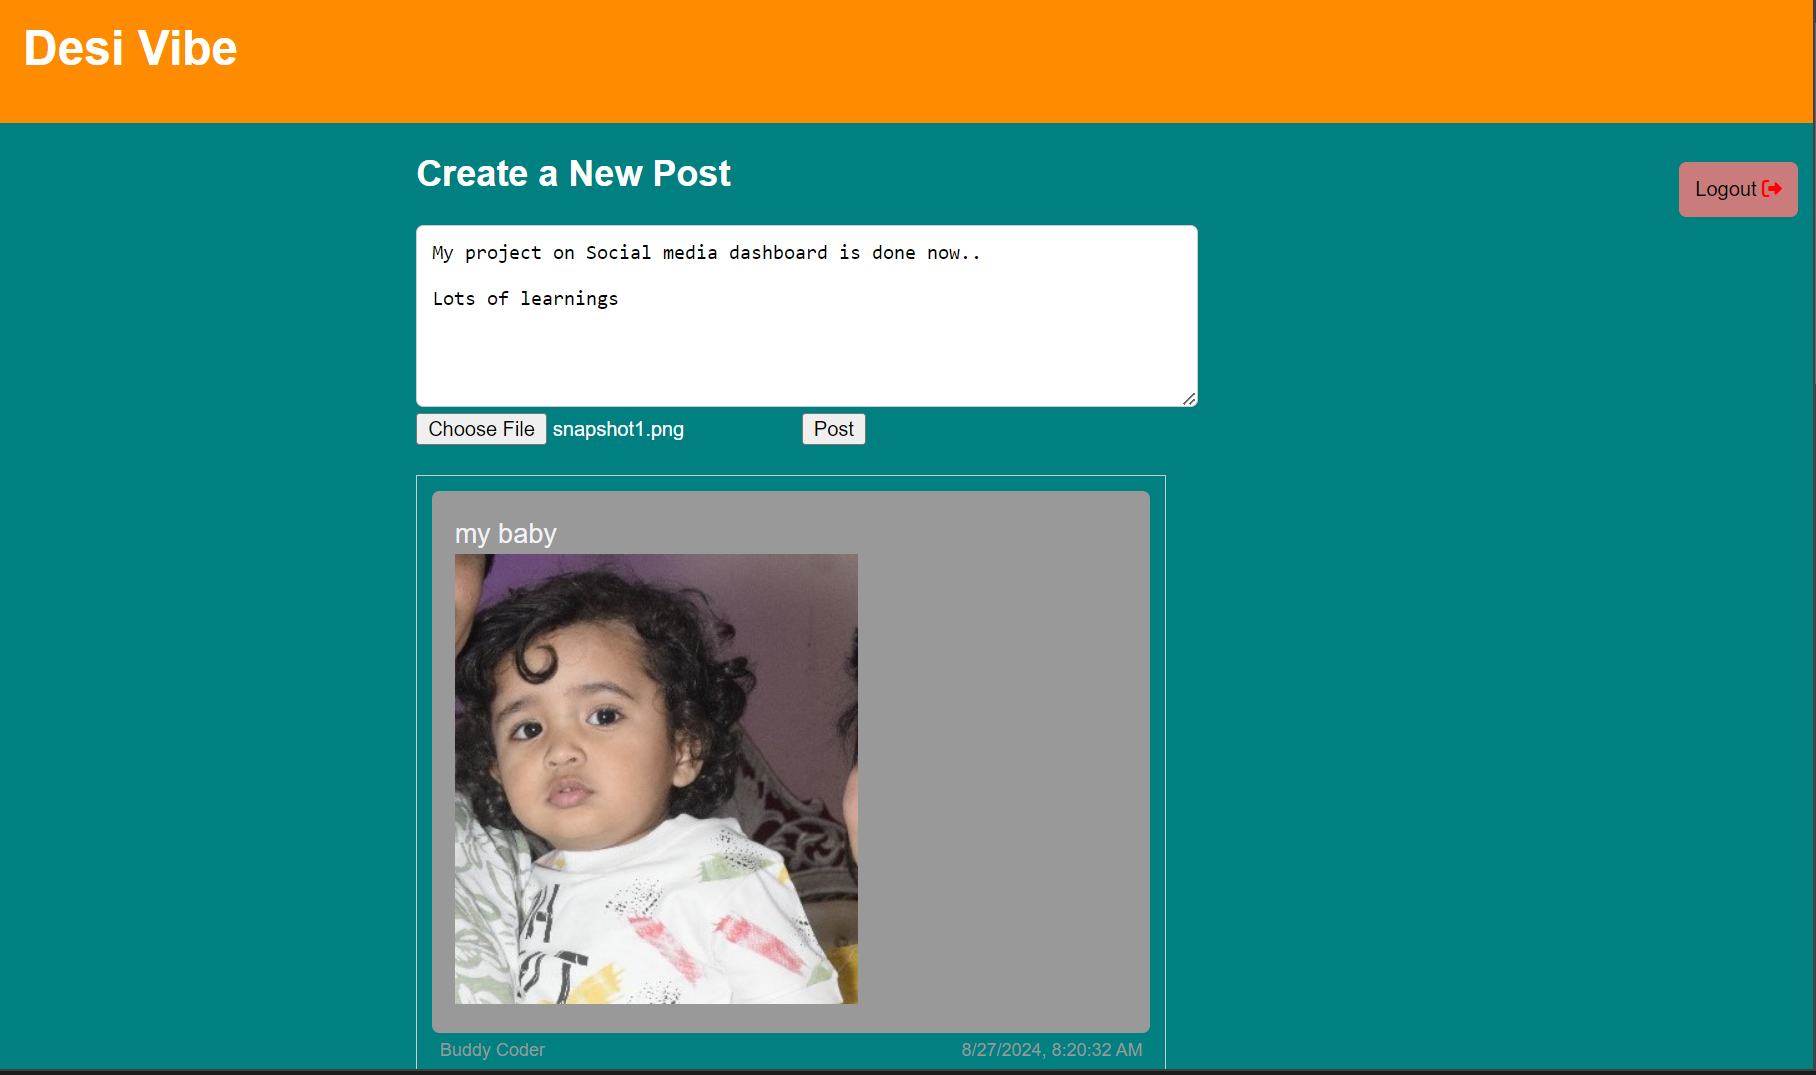 Desi Vibe
Create a New Post
Logout
My project on Social media dashboard is done now..
Lots of learnings
Choose File snapshot1.png
Post
my baby
Buddy Coder
8/27/2024, 8:20:32 AM